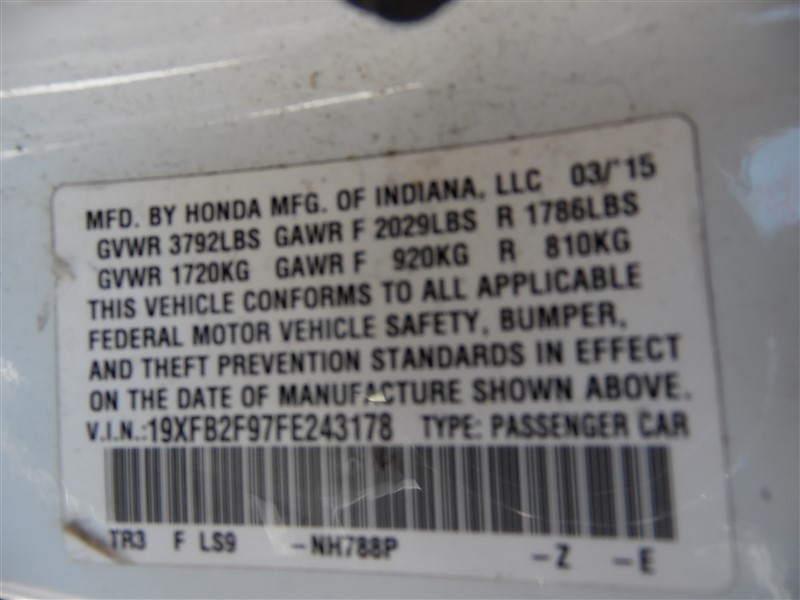 MFD. BY HONDA MFG. OF INDIANA, LLC 03/'15
GVWR 3792LBS GAWR F 2029LBS R 1786LBS
GVWR 1720KG GAWR F 920KG R 810KG
THIS VEHICLE CONFORMS TO ALL APPLICABLE
FEDERAL MOTOR VEHICLE SAFETY, BUMPER,
AND THEFT PREVENTION STANDARDS IN EFFECT
ON THE DATE OF MANUFACTURE SHOWN ABOVE.
V.I.N.:19XFB2F97FE243178 TYPE: PASSENGER CAR
TR3 F LS9 -NH788P -Z -E